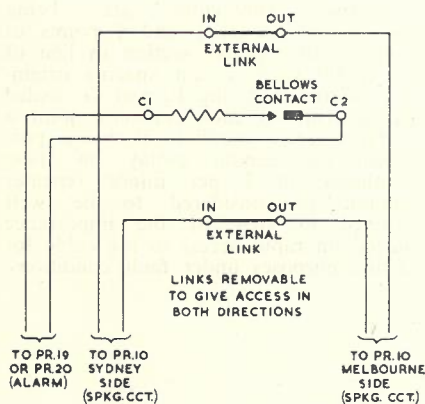 IN OUT
EXTERNAL
LINK
BELLOWS
CONTACT
C1 C2
IN OUT
EXTERNAL
LINK
LINKS REMOVABLE
TO GIVE ACCESS IN
BOTH DIRECTIONS
TO PR.19
OR PR.20
(ALARM)
TO PR.10
SYDNEY
SIDE
(SPKG. CCT.)
TO PR.10
MELBOURNE
SIDE
(SPKG. CCT.)